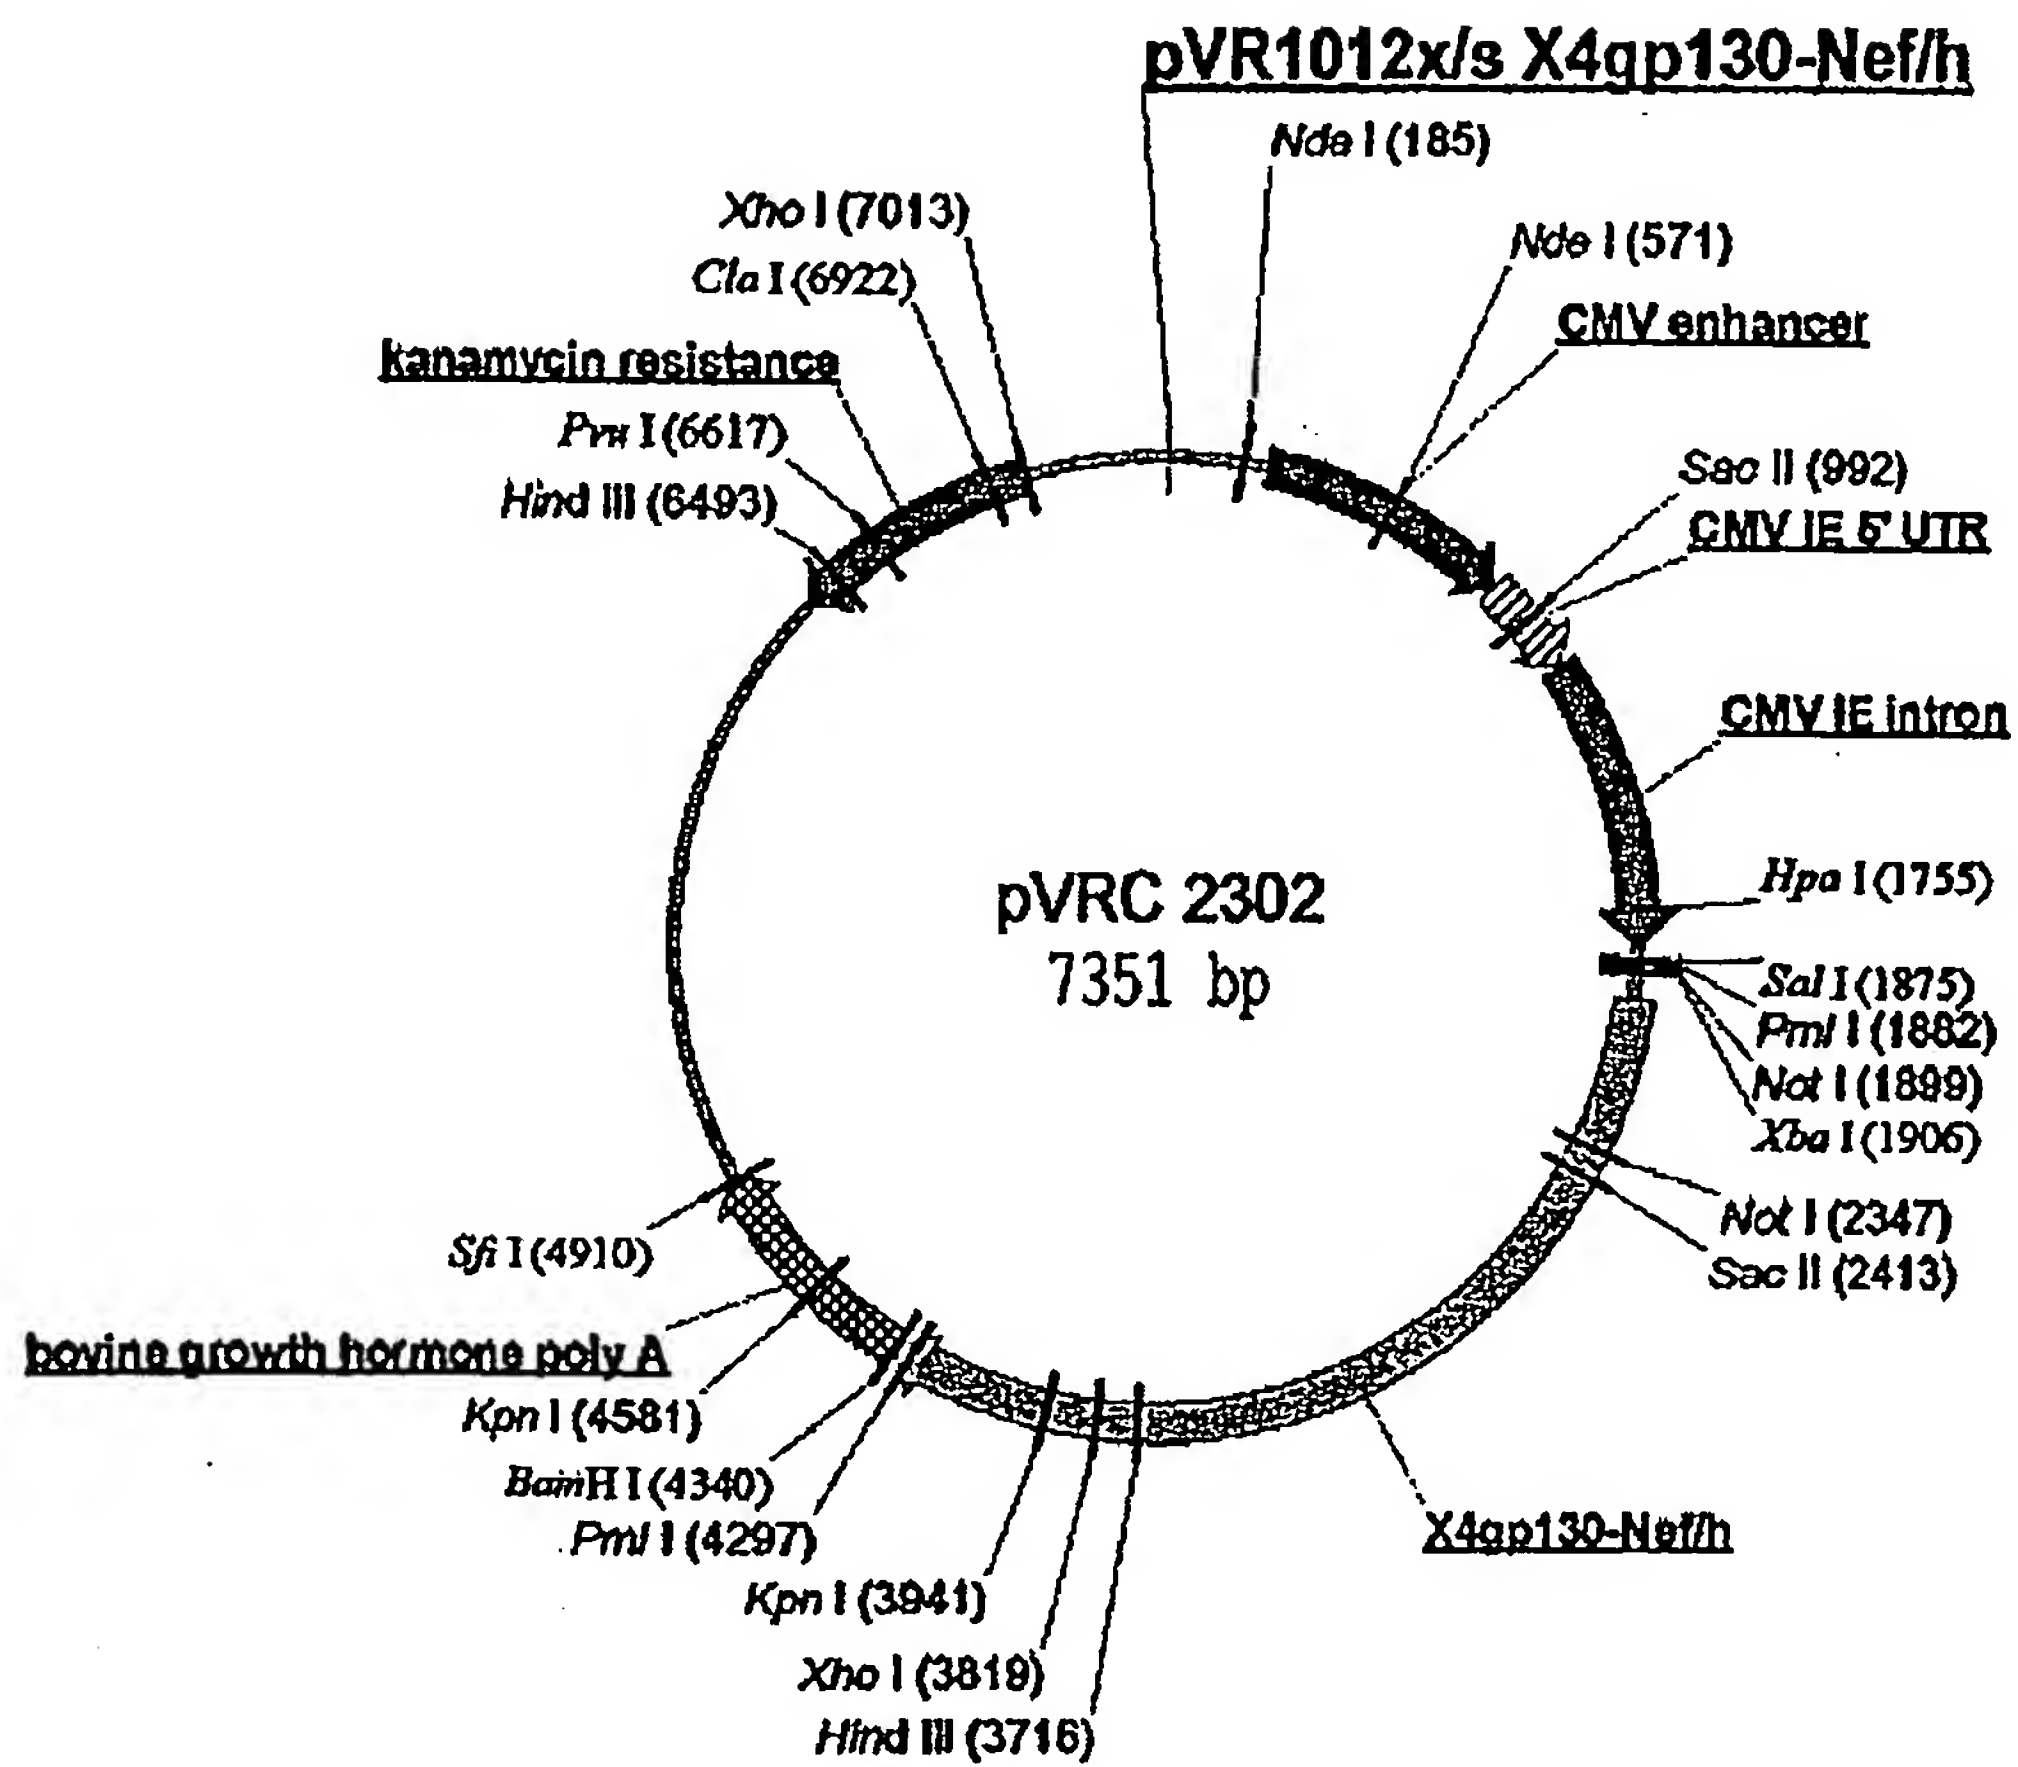 pVR1012x/s X4gp130-Nef/h
Nde I (185)
Xho I (7013)
Nde I (571)
Cla I (6922)
CMV enhancer
kanamycin resistance
Pvu I (6617)
Sac II (992)
Hind III (6493)
CMV IE 5' UTR
CMV IE intron
Hpa I (1755)
pVRC 2302
7351 bp
Sal I (1875)
Pml I (1882)
Not I (1899)
Xba I (1906)
Not I (2347)
Sfi I (4910)
Sac II (2413)
bovine growth hormone poly A
Kpn I (4581)
BamH I (4340)
Pml I (4297)
X4gp130-Nef/h
Kpn I (3941)
Xho I (3819)
Hind III (3716)